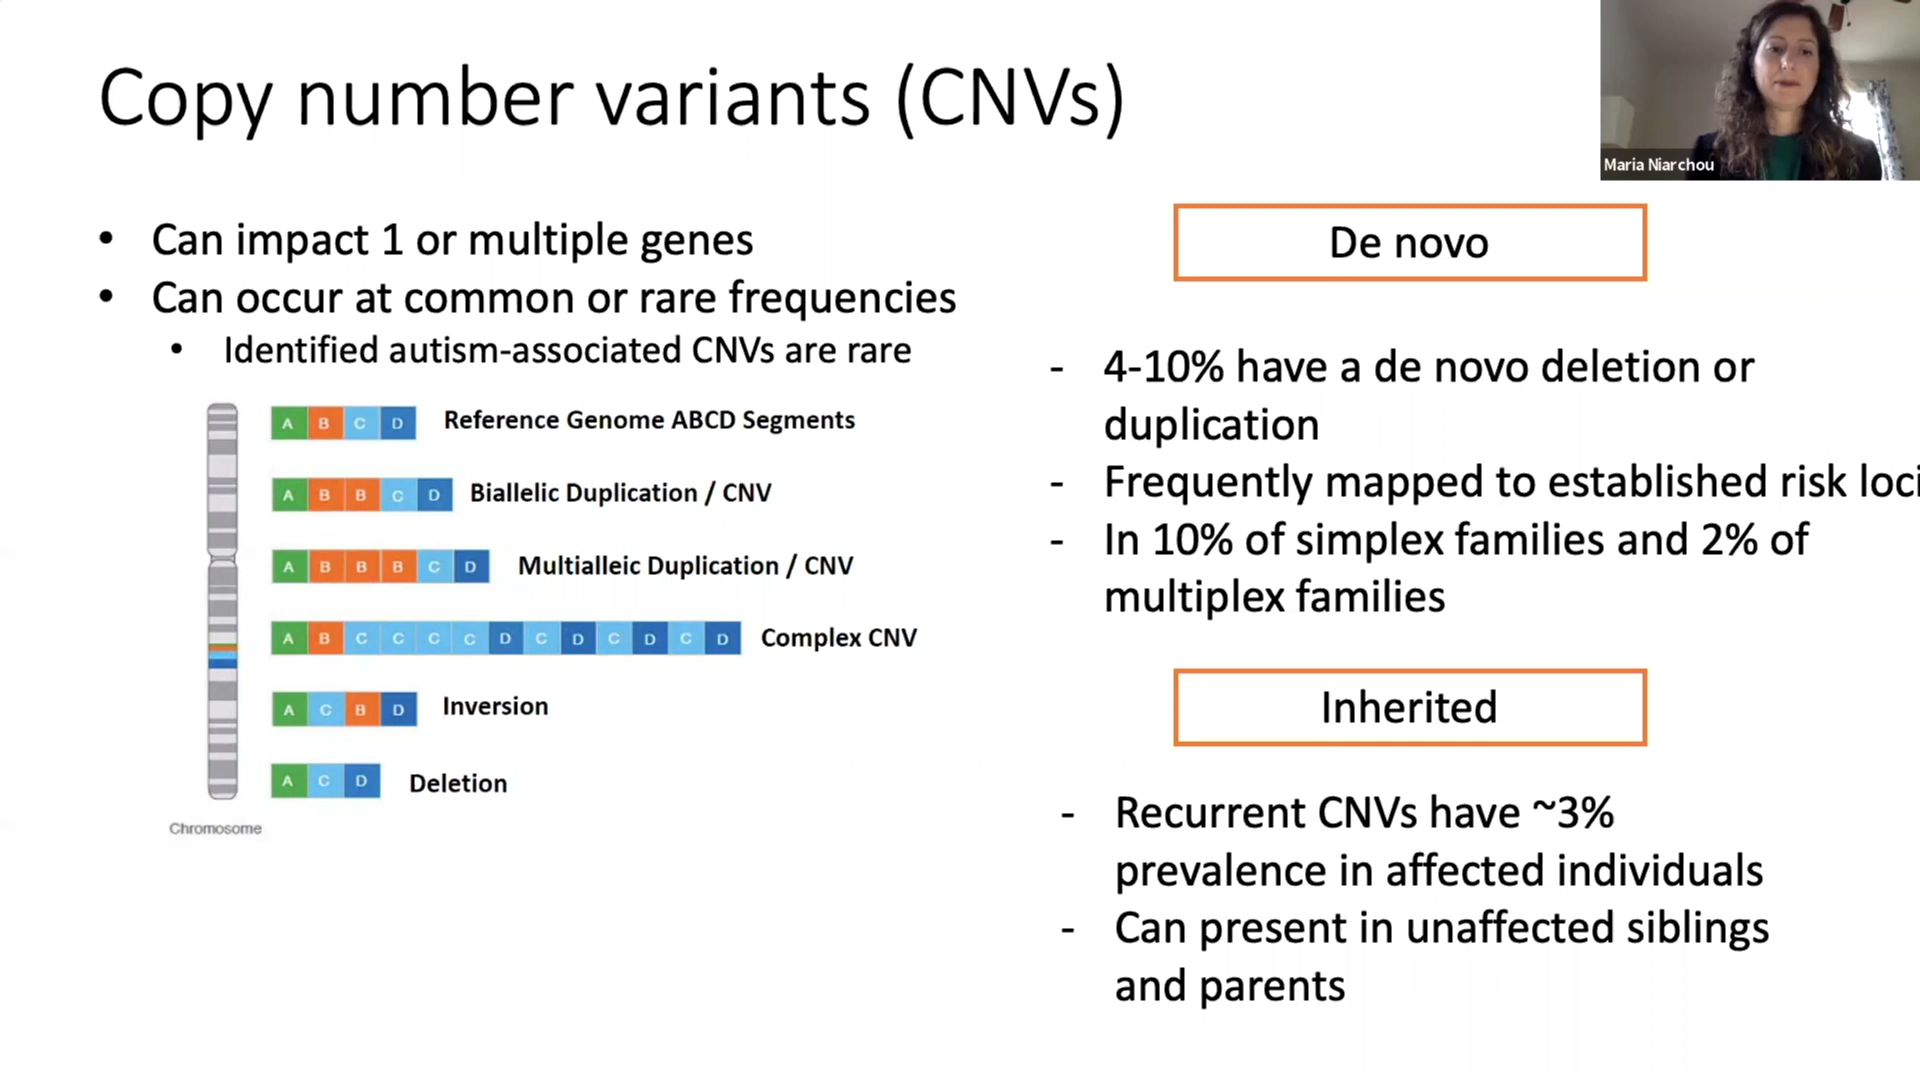 Copy number variants (CNVs)
Maria Niarchou
• Can impact 1 or multiple genes
• Can occur at common or rare frequencies
• Identified autism-associated CNVs are rare
A B C D Reference Genome ABCD Segments
A B B C D Biallelic Duplication / CNV
A B B B C D Multialleic Duplication / CNV
A B C C C C D C D C D C D Complex CNV
A C B D Inversion
A C D Deletion
Chromosome
De novo
- 4-10% have a de novo deletion or
duplication
- Frequently mapped to established risk loci
- In 10% of simplex families and 2% of
multiplex families
Inherited
- Recurrent CNVs have ~3%
prevalence in affected individuals
- Can present in unaffected siblings
and parents